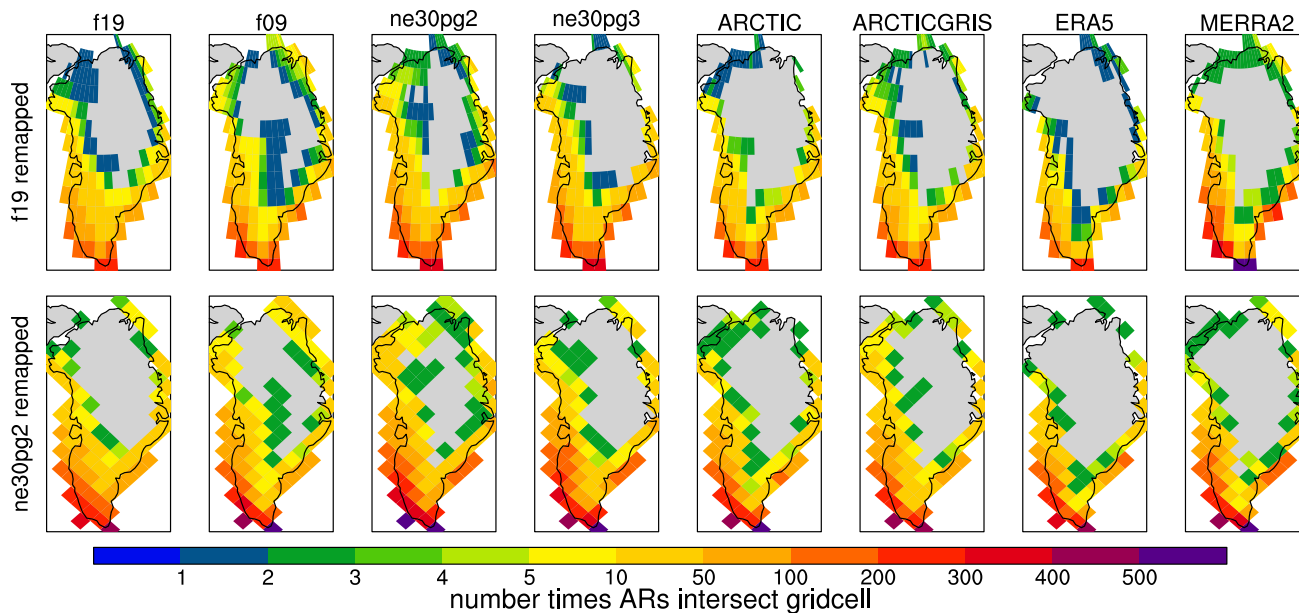 f19 f09 ne30pg2 ne30pg3 ARCTIC ARCTICGRIS ERA5 MERRA2
f19 remapped
ne30pg2 remapped
1 2 3 4 5 10 50 100 200 300 400 500
number times ARs intersect gridcell